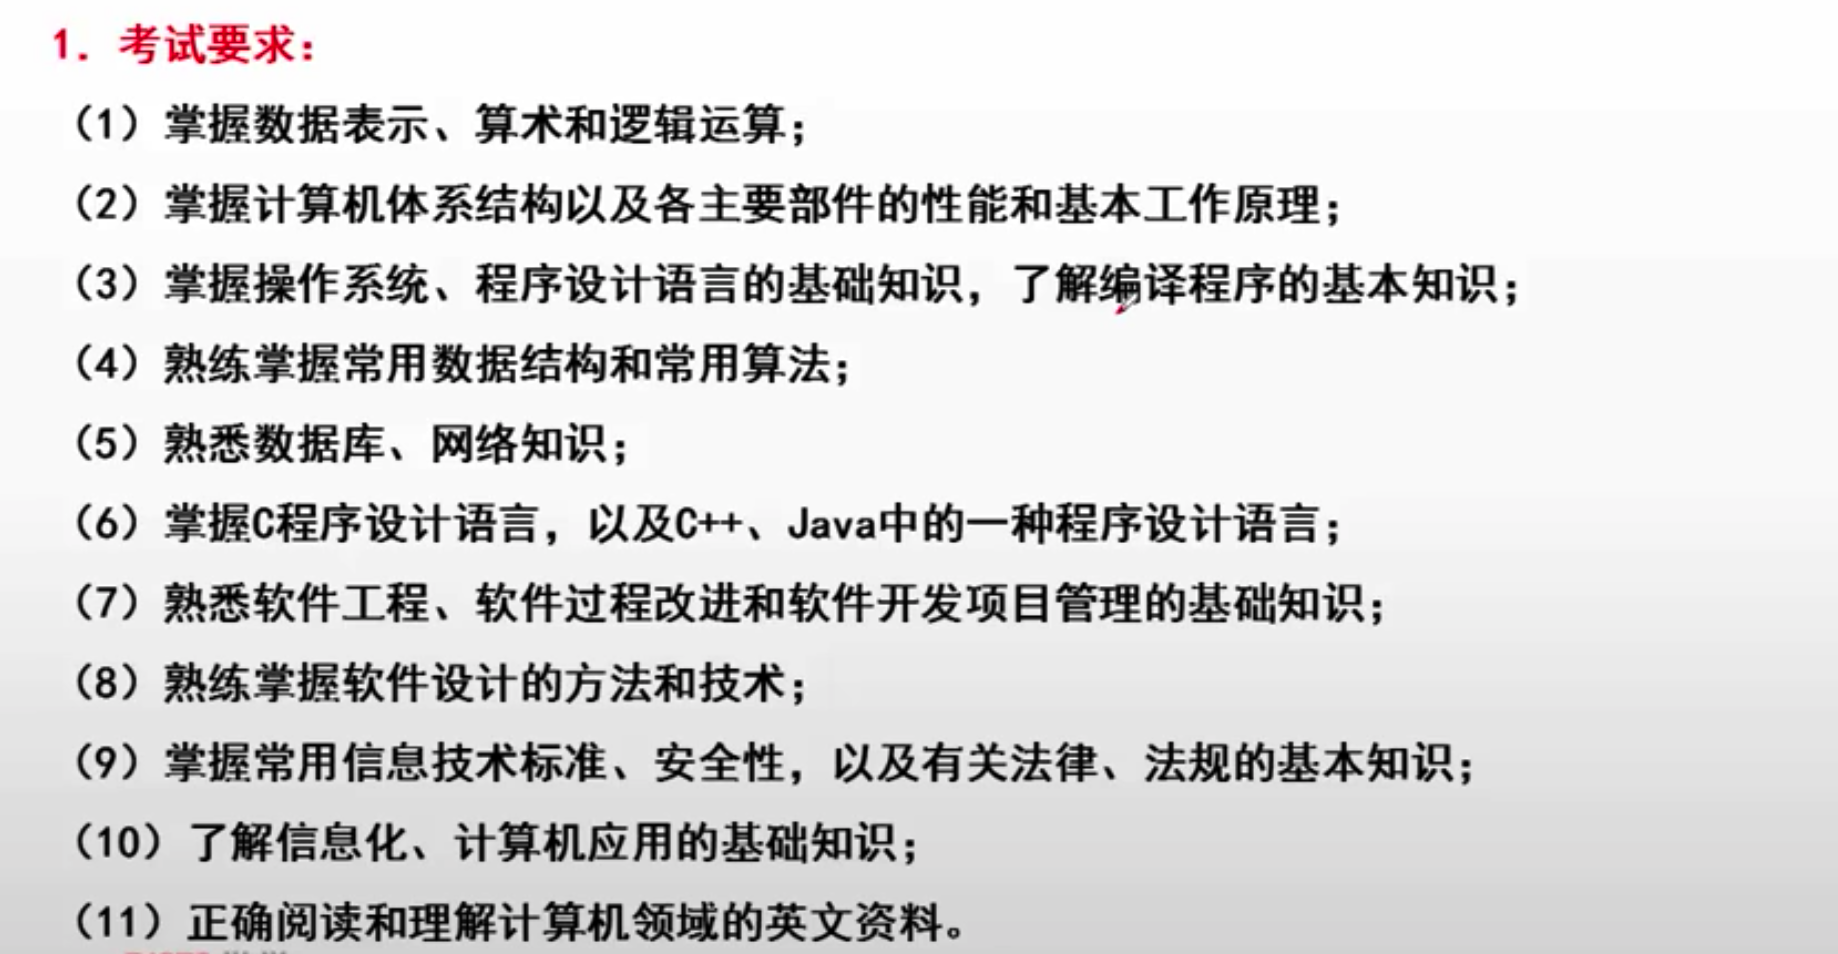 1. 考试要求：
（1）掌握数据表示、算术和逻辑运算；
（2）掌握计算机体系结构以及各主要部件的性能和基本工作原理；
（3）掌握操作系统、程序设计语言的基础知识，了解编译程序的基本知识；
（4）熟练掌握常用数据结构和常用算法；
（5）熟悉数据库、网络知识；
（6）掌握C程序设计语言，以及C++、Java中的一种程序设计语言；
（7）熟悉软件工程、软件过程改进和软件开发项目管理的基础知识；
（8）熟练掌握软件设计的方法和技术；
（9）掌握常用信息技术标准、安全性，以及有关法律、法规的基本知识；
（10）了解信息化、计算机应用的基础知识；
（11）正确阅读和理解计算机领域的英文资料。